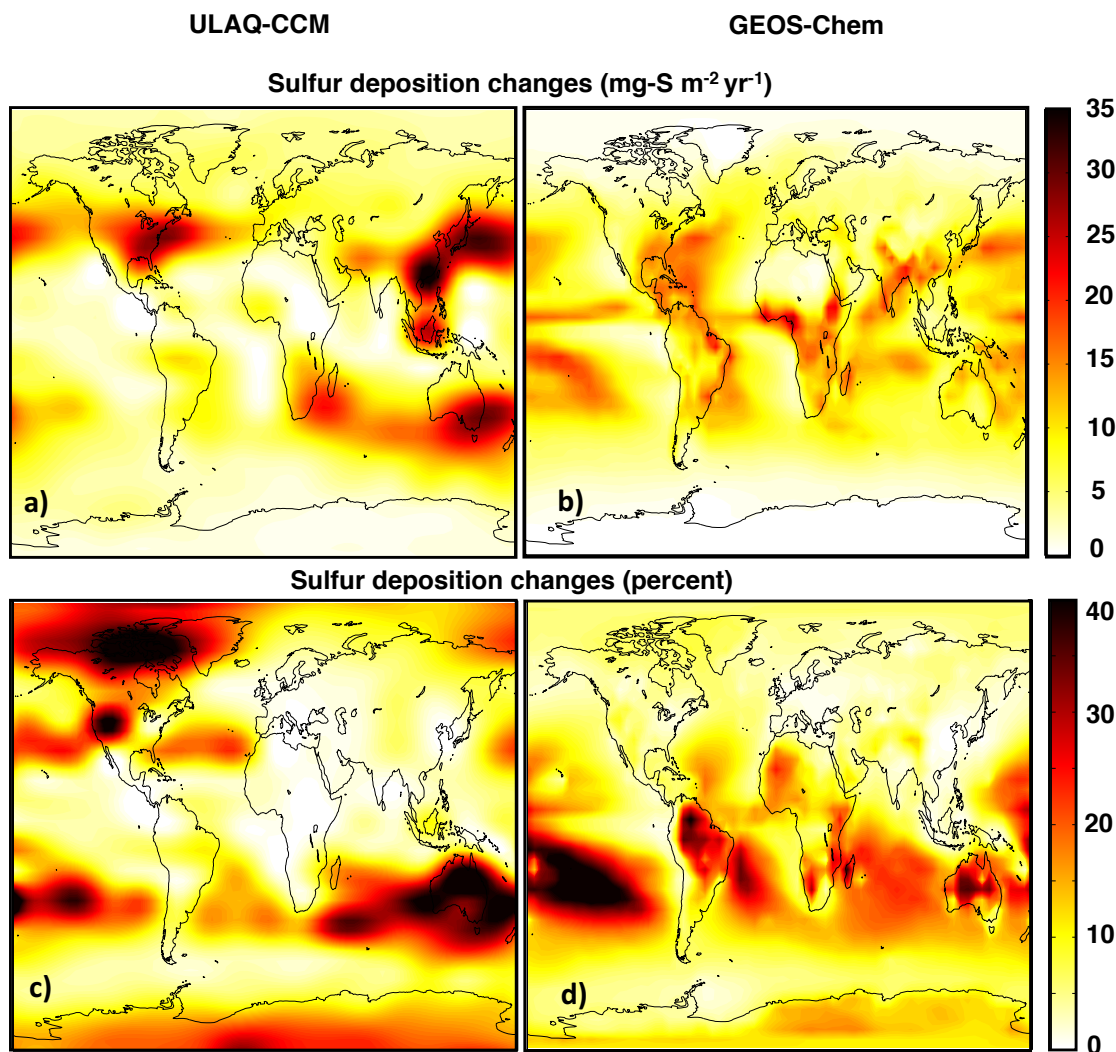 ULAQ-CCM GEOS-Chem
Sulfur deposition changes (mg-S m⁻² yr⁻¹)
35
30
25
20
15
10
5
0
a) b)
Sulfur deposition changes (percent)
40
30
20
10
0
c) d)